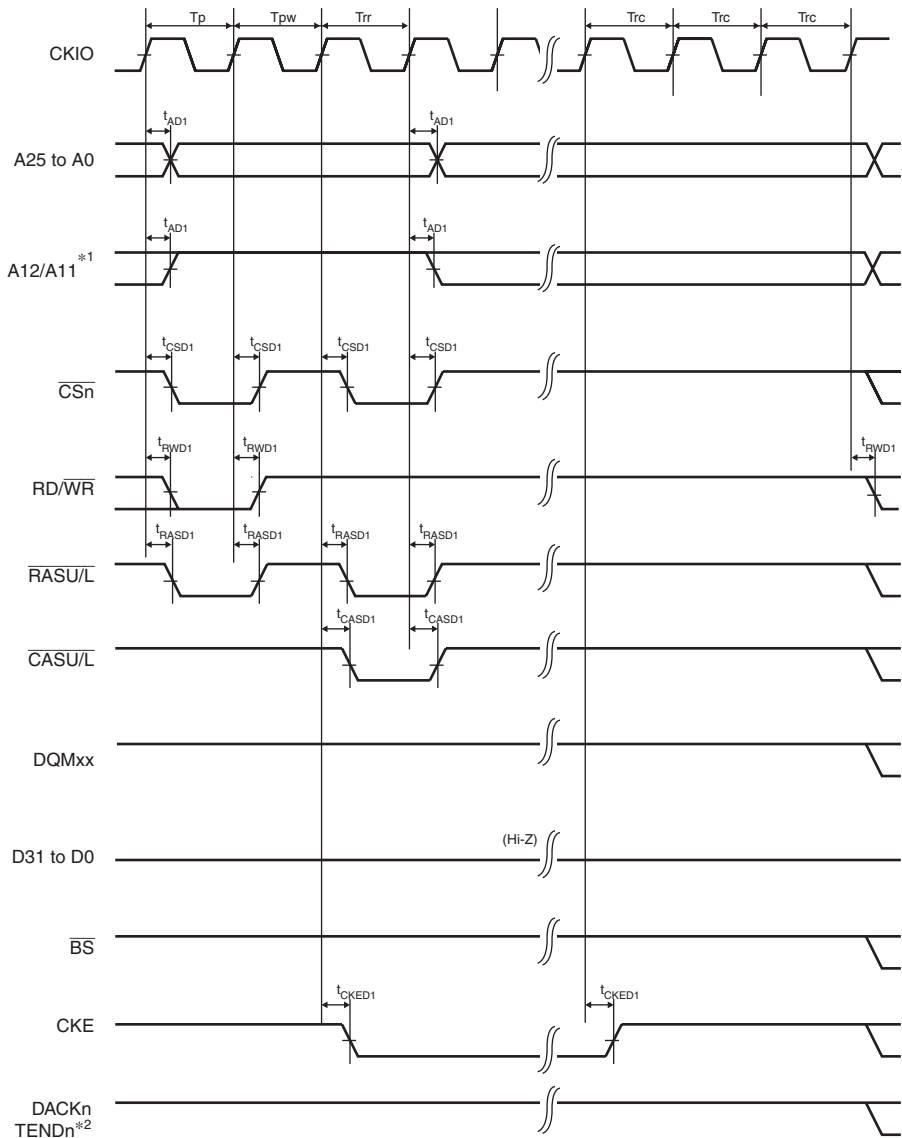 Tp Tpw Trr Trc Trc Trc
CKIO
tAD1 tAD1
A25 to A0
tAD1 tAD1
A12/A11*1
tCSD1 tCSD1 tCSD1 tCSD1
CSn
tRWD1 tRWD1 tRWD1
RD/WR
tRASD1 tRASD1 tRASD1 tRASD1
RASU/L
tCASD1 tCASD1
CASU/L
DQMxx
(Hi-Z)
D31 to D0
BS
tCKED1 tCKED1
CKE
DACKn
TENDn*2